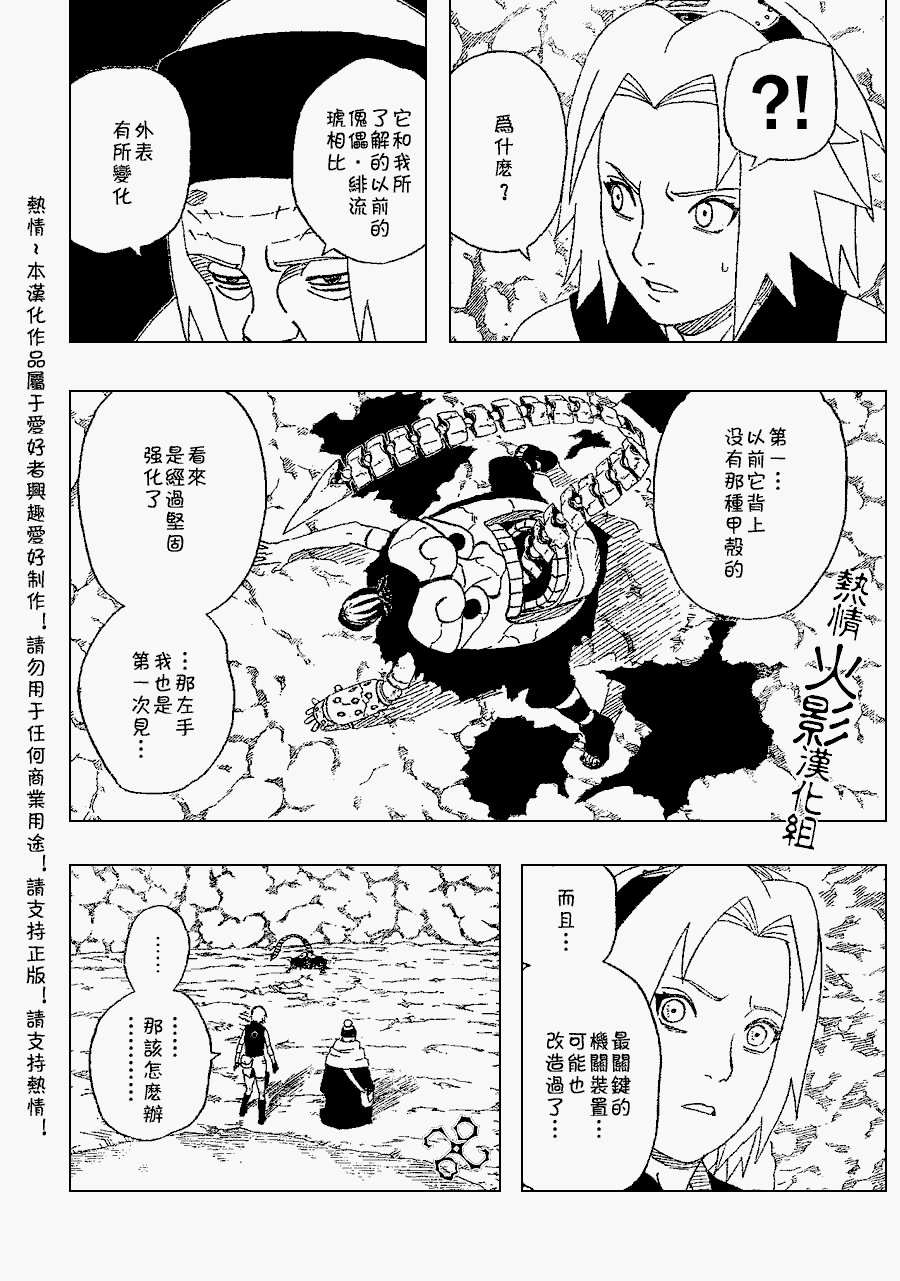 ?!
爲什麽？
它和我所
了解的以前的
傀儡·緋流
琥相比
外表
有所變化
第一…
以前它背上
没有那種甲殼的
看來
是經過堅固
强化了
…那左手
我也是
第一次見…
而且…
最關鍵的
機關裝置…
可能也
改造過了…
……
……
那該怎麽辦
…………
熱情火影漢化組
熱情~本漢化作品屬于愛好者興趣愛好制作！請勿用于任何商業用途！請支持正版！請支持熱情！